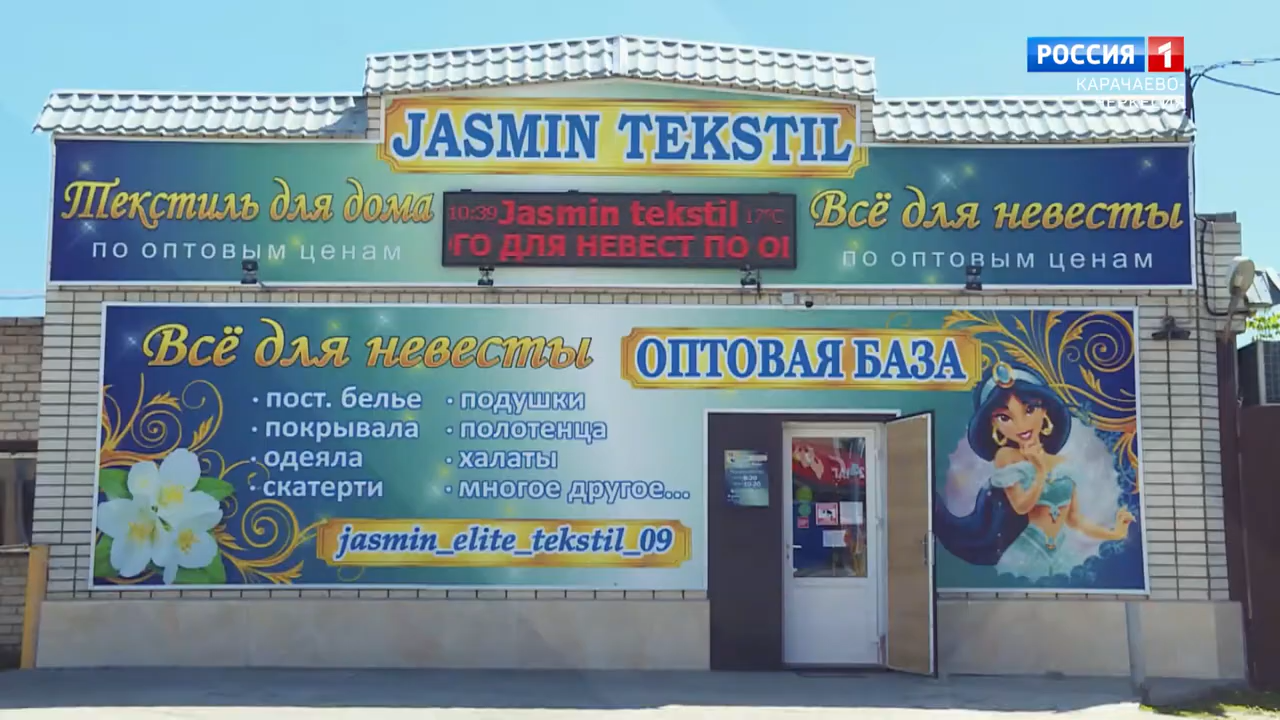 РОССИЯ 1
КАРАЧАЕВО-
ЧЕРКЕСИЯ
JASMIN TEKSTIL
Текстиль для дома
по оптовым ценам
10:39 Jasmin tekstil 17°C
ГО ДЛЯ НЕВЕСТ ПО ОП
Всё для невесты
по оптовым ценам
Всё для невесты
· пост. белье
· покрывала
· одеяла
· скатерти
· подушки
· полотенца
· халаты
· многое другое...
jasmin_elite_tekstil_09
ОПТОВАЯ БАЗА